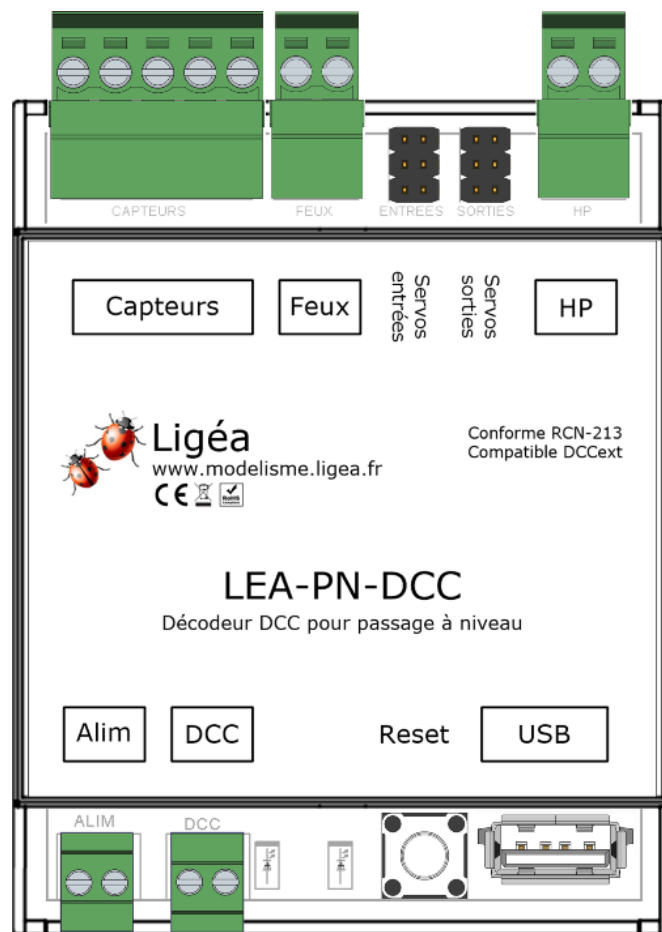 CAPTEURS
FEUX
ENTREES
SORTIES
HP
Capteurs
Feux
Servos
entrées
Servos
sorties
HP
Ligéa
www.modelisme.ligea.fr
CE
RoHS
Conforme RCN-213
Compatible DCCext
LEA-PN-DCC
Décodeur DCC pour passage à niveau
Alim
DCC
Reset
USB
ALIM
DCC